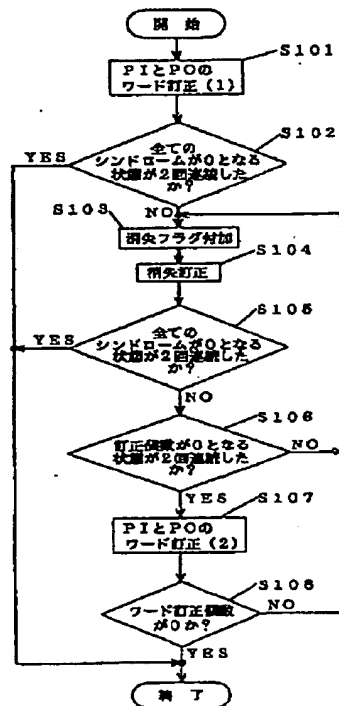 開始
S101
PIとPOの
ワード訂正(1)
S102
全ての
シンドロームが0となる
状態が2回連続した
か?
YES
NO
S103
消失フラグ付加
S104
消失訂正
S105
全ての
シンドロームが0となる
状態が2回連続した
か?
YES
NO
S106
訂正個数が0となる
状態が2回連続した
か?
NO
YES
S107
PIとPOの
ワード訂正(2)
S108
ワード訂正個数
が0か?
NO
YES
終了